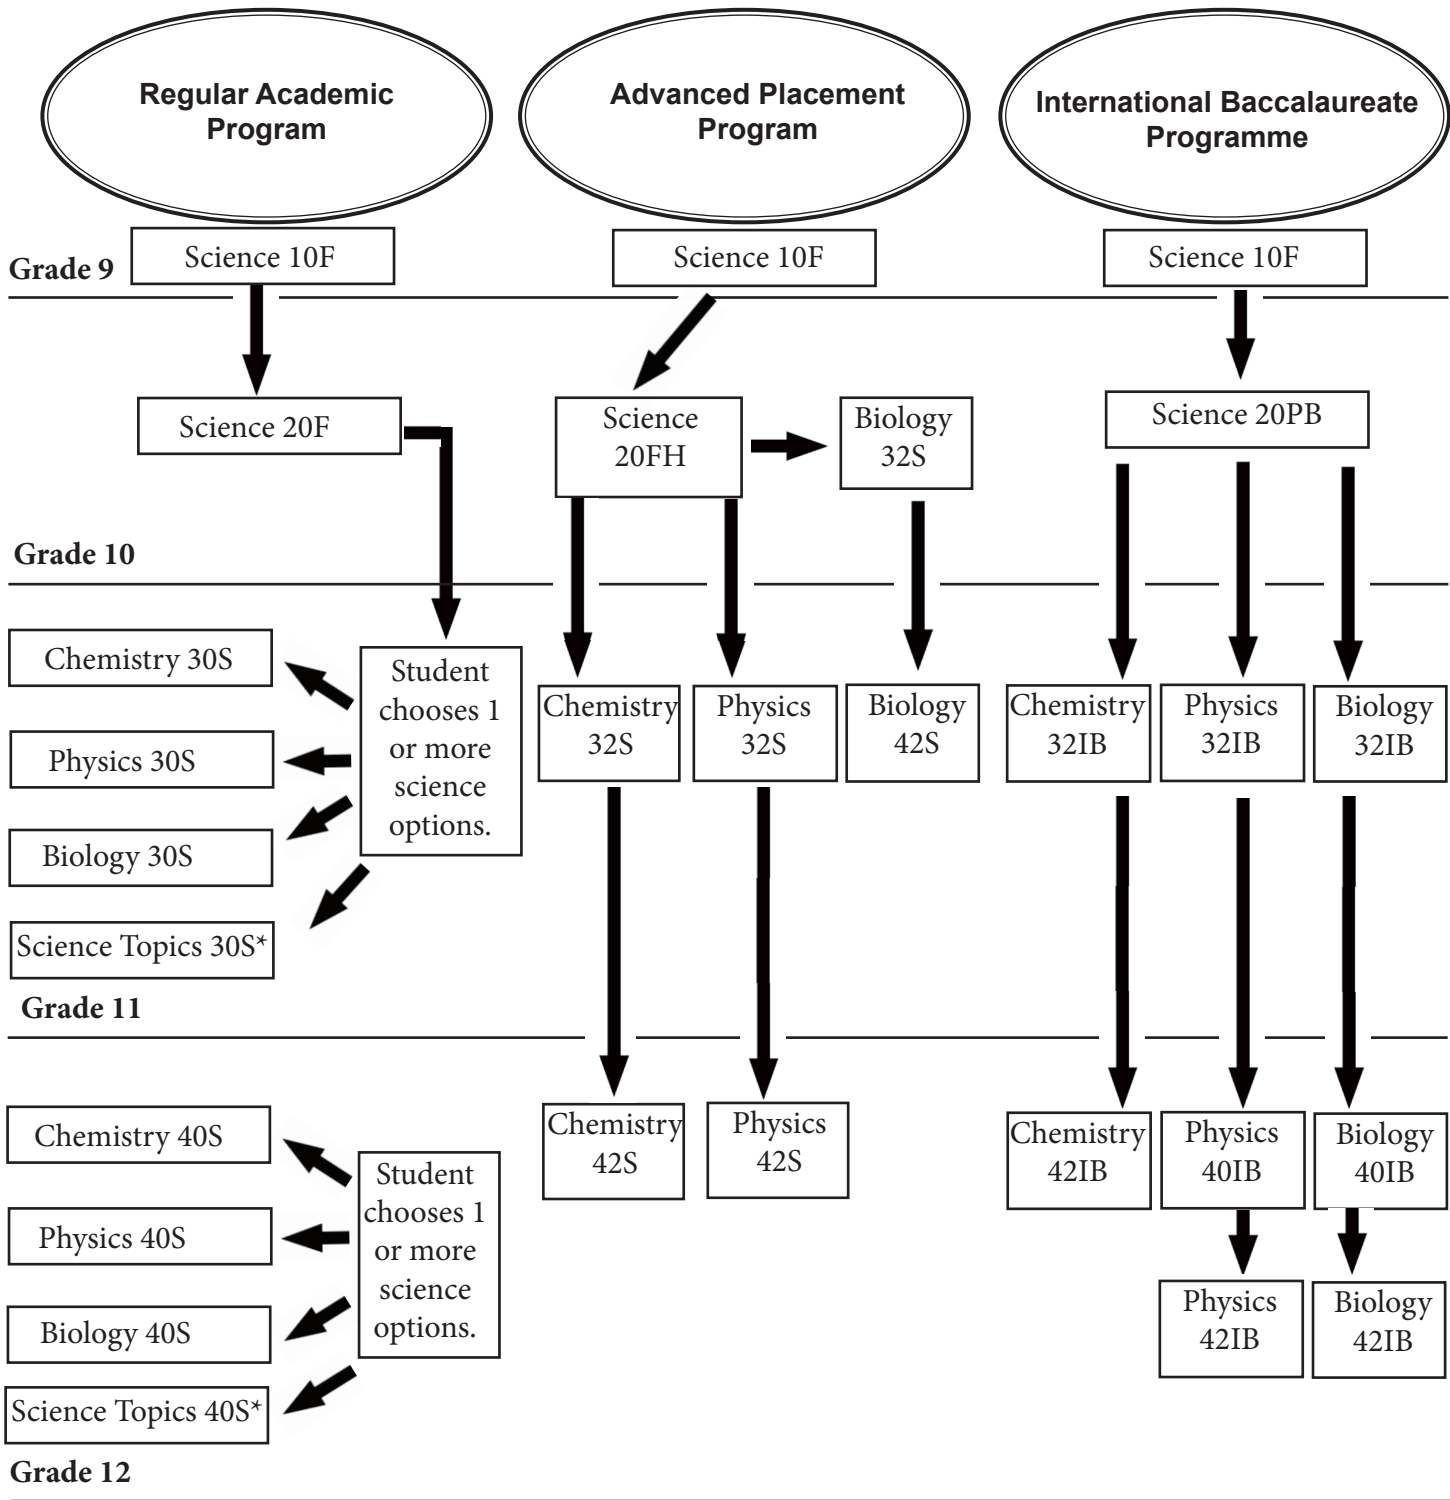 Regular Academic
Program
Advanced Placement
Program
International Baccalaureate
Programme
Science 10F
Science 10F
Science 10F
Grade 9
Science 20F
Science
20FH
Biology
32S
Science 20PB
Grade 10
Chemistry 30S
Physics 30S
Biology 30S
Science Topics 30S*
Student
chooses 1
or more
science
options.
Chemistry
32S
Physics
32S
Biology
42S
Chemistry
32IB
Physics
32IB
Biology
32IB
Grade 11
Chemistry 40S
Physics 40S
Biology 40S
Science Topics 40S*
Student
chooses 1
or more
science
options.
Chemistry
42S
Physics
42S
Chemistry
42IB
Physics
40IB
Biology
40IB
Physics
42IB
Biology
42IB
Grade 12